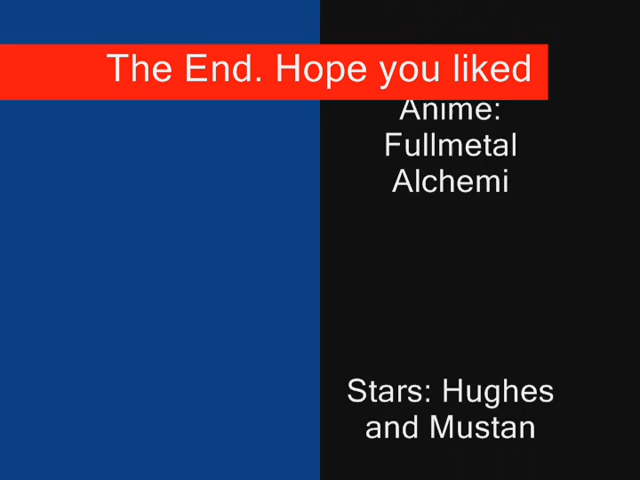 The End. Hope you liked
Anime:
Fullmetal
Alchemi
Stars: Hughes
and Mustan